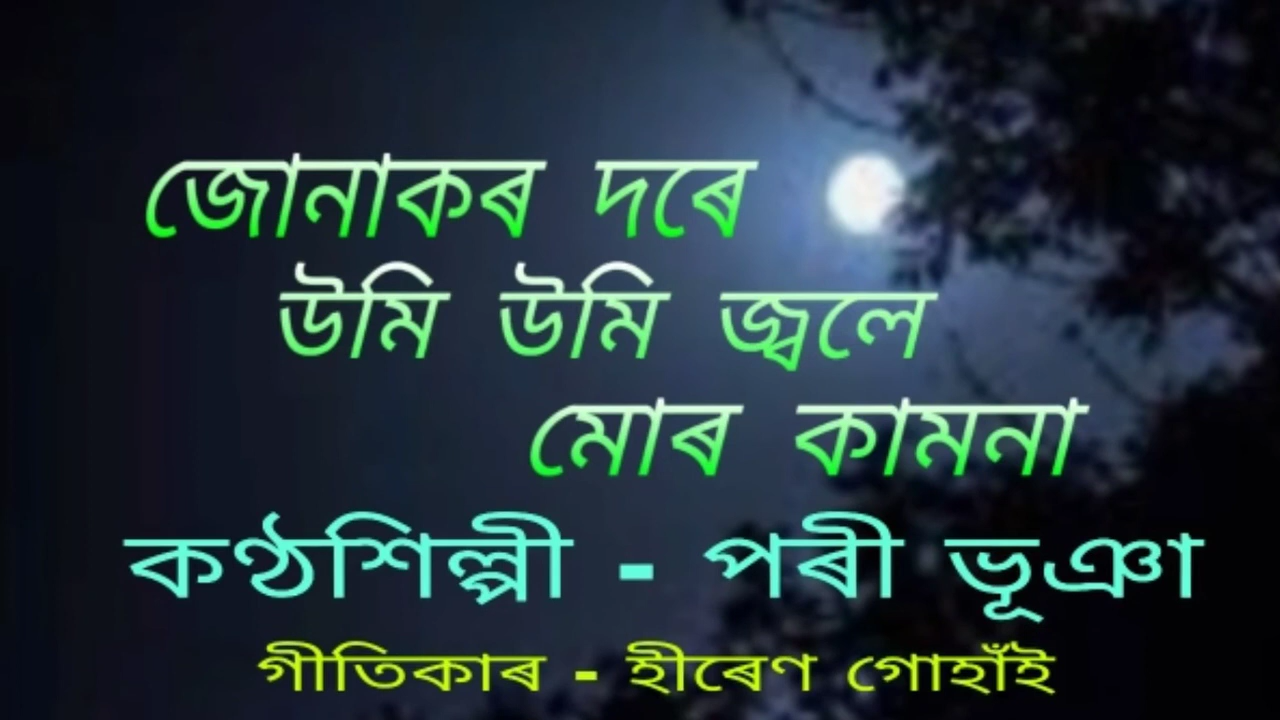 জোনাকৰ দৰে
উমি উমি জ্বলে
মোৰ কামনা
কণ্ঠশিল্পী - পৰী ভূঞা
গীতিকাৰ - হীৰেণ গোহাঁই